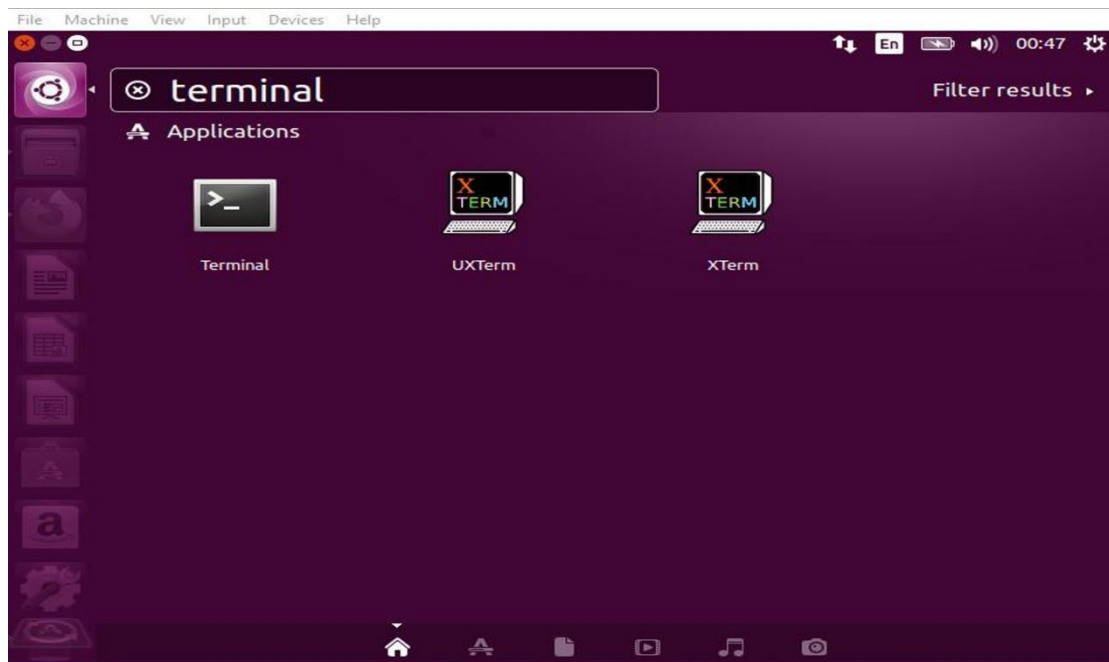 File Machine View Input Devices Help
En 00:47
terminal
Filter results
Applications
>_
X TERM
X TERM
Terminal UXTerm XTerm
a